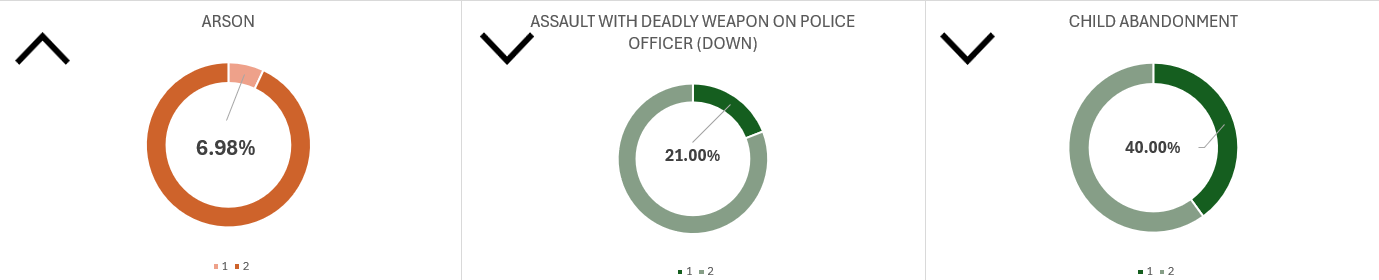 ARSON
6.98%
1 2
ASSAULT WITH DEADLY WEAPON ON POLICE
OFFICER (DOWN)
21.00%
1 2
CHILD ABANDONMENT
40.00%
1 2